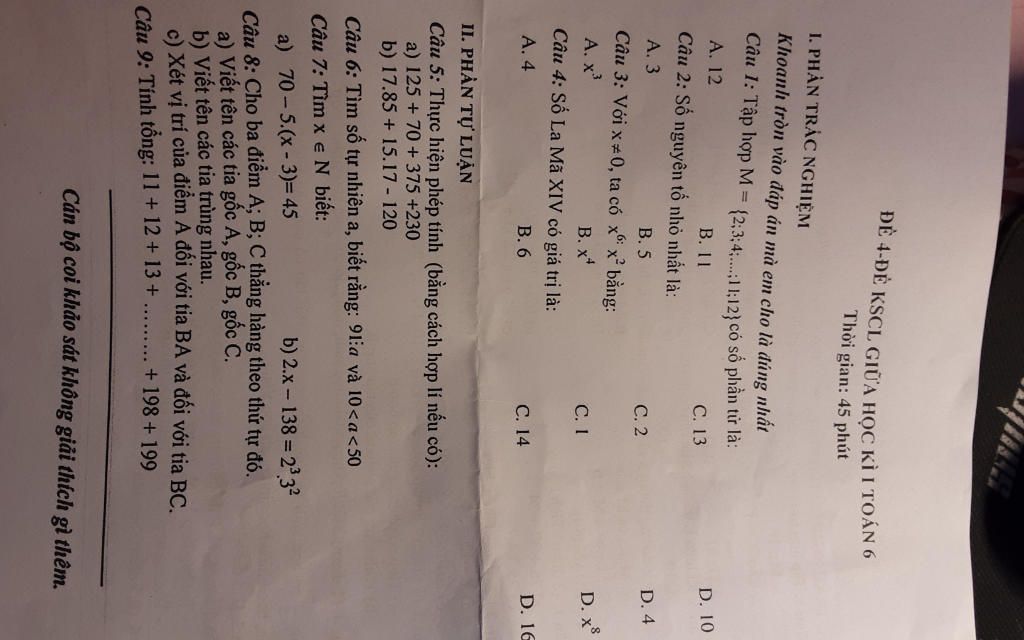 ĐỀ 4-ĐỀ KSCL GIỮA HỌC KÌ I TOÁN 6
Thời gian: 45 phút
I. PHẦN TRẮC NGHIỆM
Khoanh tròn vào đáp án mà em cho là đúng nhất
Câu 1: Tập hợp M = {2;3;4;....;11;12} có số phần tử là:
A. 12 B. 11 C. 13 D. 10
Câu 2: Số nguyên tố nhỏ nhất là:
A. 3 B. 5 C. 2 D. 4
Câu 3: Với x ≠ 0, ta có x⁶: x² bằng:
A. x³ B. x⁴ C. 1 D. x⁸
Câu 4: Số La Mã XIV có giá trị là:
A. 4 B. 6 C. 14 D. 16
II. PHẦN TỰ LUẬN
Câu 5: Thực hiện phép tính (bằng cách hợp lí nếu có):
a) 125 + 70 + 375 +230
b) 17.85 + 15.17 - 120
Câu 6: Tìm số tự nhiên a, biết rằng: 91⋮a và 10 < a < 50
Câu 7: Tìm x ∈ N biết:
a) 70 – 5.(x - 3)= 45 b) 2.x – 138 = 2³.3²
Câu 8: Cho ba điểm A; B; C thẳng hàng theo thứ tự đó.
a) Viết tên các tia gốc A, gốc B, gốc C.
b) Viết tên các tia trùng nhau.
c) Xét vị trí của điểm A đối với tia BA và đối với tia BC.
Câu 9: Tính tổng: 11 + 12 + 13 + ......... + 198 + 199
Cán bộ coi khảo sát không giải thích gì thêm.